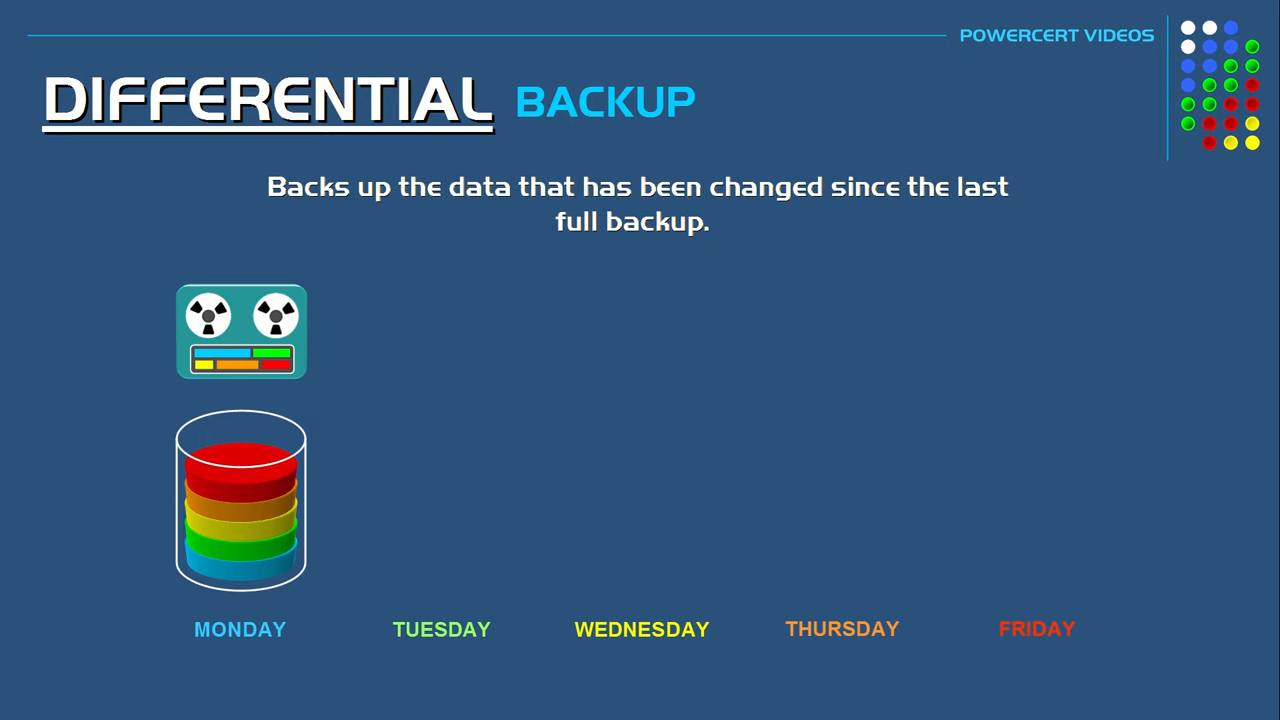 POWERCERT VIDEOS
DIFFERENTIAL BACKUP
Backs up the data that has been changed since the last
full backup.
MONDAY TUESDAY WEDNESDAY THURSDAY FRIDAY